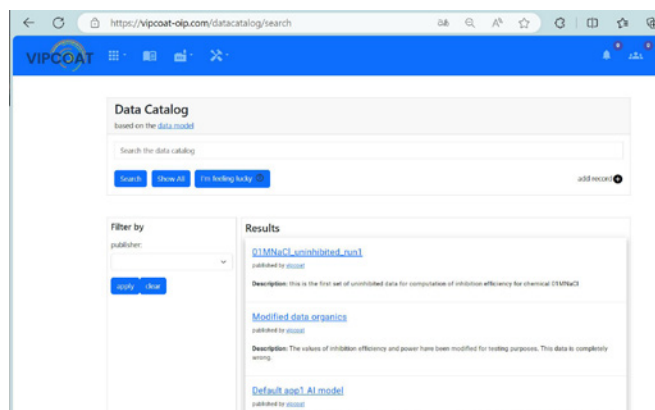 https://vipcoat-oip.com/datacatalog/search
VIPCOAT
0 0
Data Catalog
based on the data model
Search the data catalog
Search Show All I'm feeling lucky
add record
Filter by
publisher:
apply clear
Results
01MNaCl_uninhibited_run1
published by vipcoat
Description: this is the first set of uninhibited data for computation of inhibition efficiency for chemical 01MNaCl
Modified data organics
published by vipcoat
Description: The values of inhibition efficiency and power have been modified for testing purposes. This data is completely
wrong.
Default app1 AI model
published by vipcoat